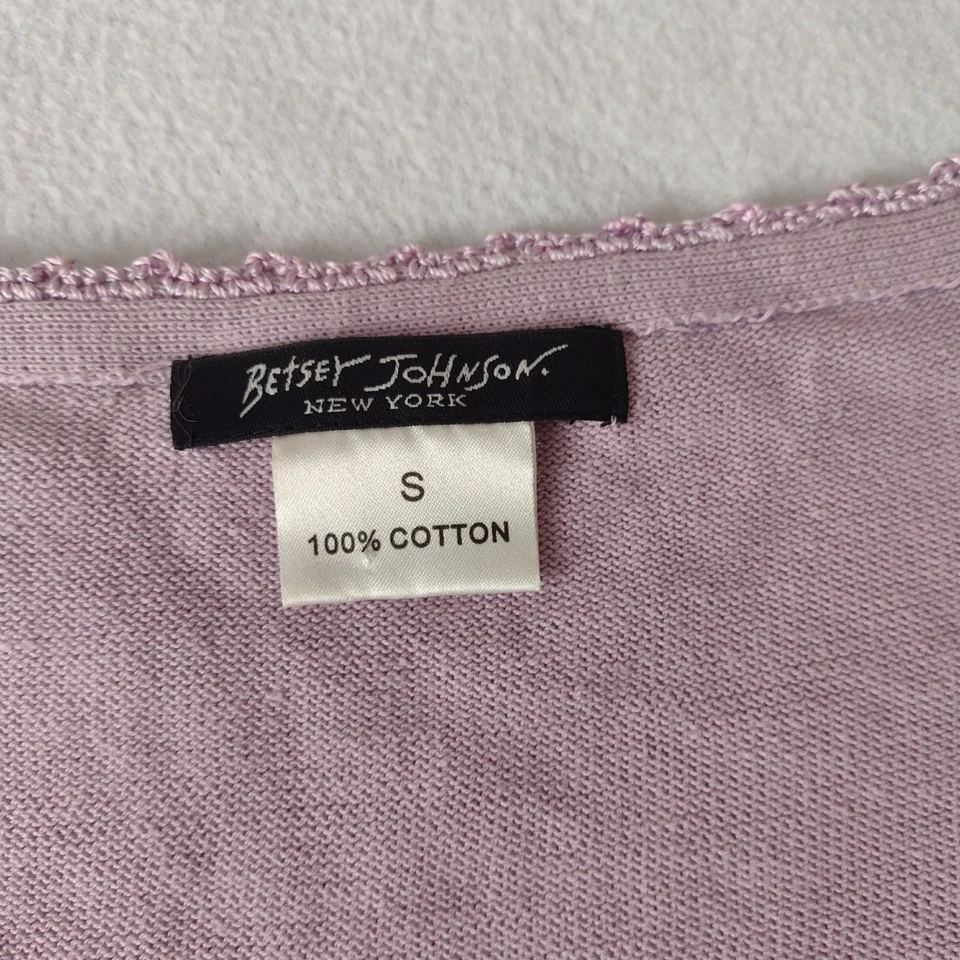 BETSEY JOHNSON.
NEW YORK
S
100% COTTON